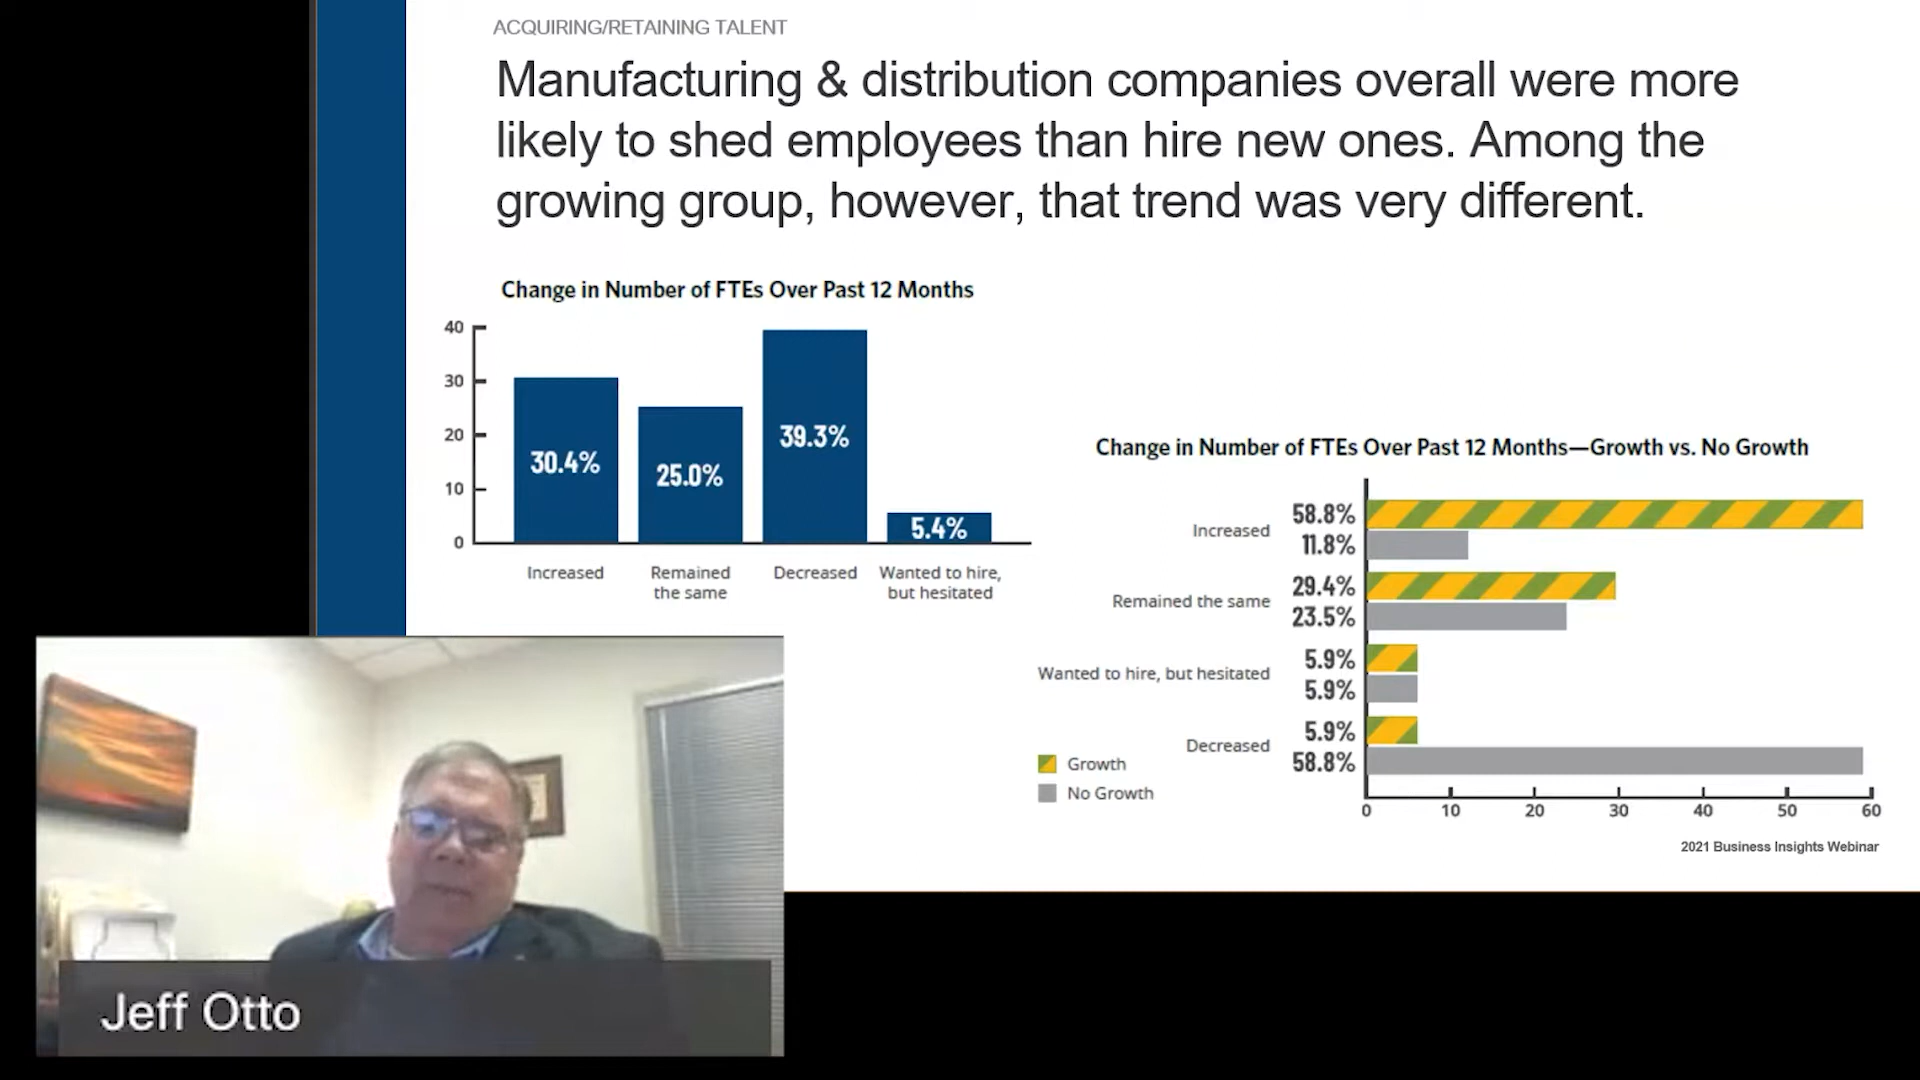 ACQUIRING/RETAINING TALENT
Manufacturing & distribution companies overall were more
likely to shed employees than hire new ones. Among the
growing group, however, that trend was very different.
Change in Number of FTEs Over Past 12 Months
40
30
20
10
0
30.4%
25.0%
39.3%
5.4%
Increased
Remained
the same
Decreased
Wanted to hire,
but hesitated
Change in Number of FTEs Over Past 12 Months—Growth vs. No Growth
Increased
58.8%
11.8%
Remained the same
29.4%
23.5%
Wanted to hire, but hesitated
5.9%
5.9%
Decreased
5.9%
58.8%
Growth
No Growth
0 10 20 30 40 50 60
2021 Business Insights Webinar
Jeff Otto